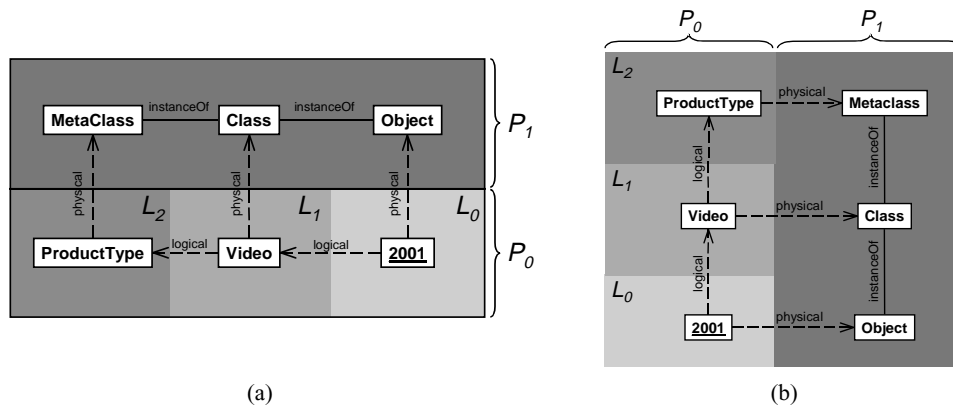 instanceOf instanceOf
MetaClass Class Object
P1
physical physical physical
L2 L1 L0
logical logical
ProductType Video 2001
P0
(a)
P0 P1
L2
physical
ProductType Metaclass
logical instanceOf
L1
physical
Video Class
logical instanceOf
L0
physical
2001 Object
(b)